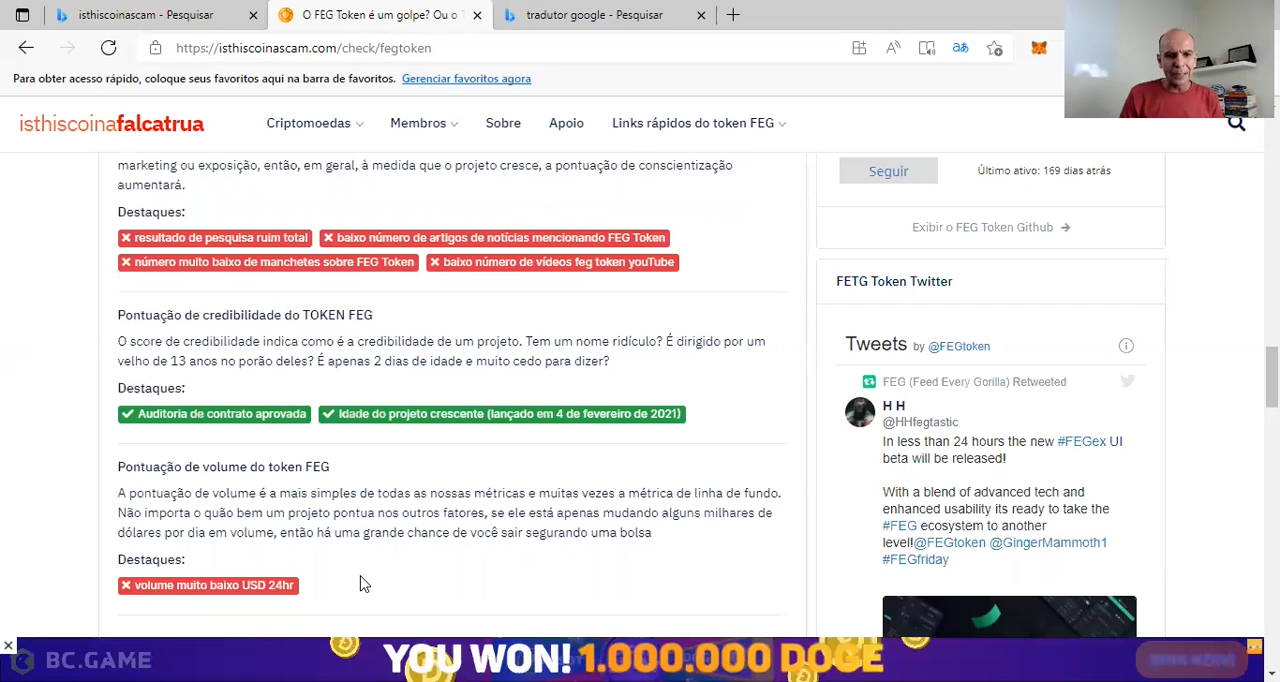 isthiscoinascam - Pesquisar
O FEG Token é um golpe? Ou o T
tradutor google - Pesquisar
https://isthiscoinascam.com/check/fegtoken
Para obter acesso rápido, coloque seus favoritos aqui na barra de favoritos. Gerenciar favoritos agora
isthiscoinafalcatrua
Criptomoedas
Membros
Sobre
Apoio
Links rápidos do token FEG
marketing ou exposição, então, em geral, à medida que o projeto cresce, a pontuação de conscientização
aumentará.
Destaques:
resultado de pesquisa ruim total
baixo número de artigos de notícias mencionando FEG Token
número muito baixo de manchetes sobre FEG Token
baixo número de vídeos feg token youTube
Pontuação de credibilidade do TOKEN FEG
O score de credibilidade indica como é a credibilidade de um projeto. Tem um nome ridículo? É dirigido por um
velho de 13 anos no porão deles? É apenas 2 dias de idade e muito cedo para dizer?
Destaques:
Auditoria de contrato aprovada
Idade do projeto crescente (lançado em 4 de fevereiro de 2021)
Pontuação de volume do token FEG
A pontuação de volume é a mais simples de todas as nossas métricas e muitas vezes a métrica de linha de fundo.
Não importa o quão bem um projeto pontua nos outros fatores, se ele está apenas mudando alguns milhares de
dólares por dia em volume, então há uma grande chance de você sair segurando uma bolsa
Destaques:
volume muito baixo USD 24hr
Seguir
Último ativo: 169 dias atrás
Exibir o FEG Token Github
FETG Token Twitter
Tweets by @FEGtoken
FEG (Feed Every Gorilla) Retweeted
H H
@HHfegtastic
In less than 24 hours the new #FEGex UI
beta will be released!
With a blend of advanced tech and
enhanced usability its ready to take the
#FEG ecosystem to another
level!@FEGtoken @GingerMammoth1
#FEGfriday
BC.GAME
YOU WON! 1.000.000 DOGE